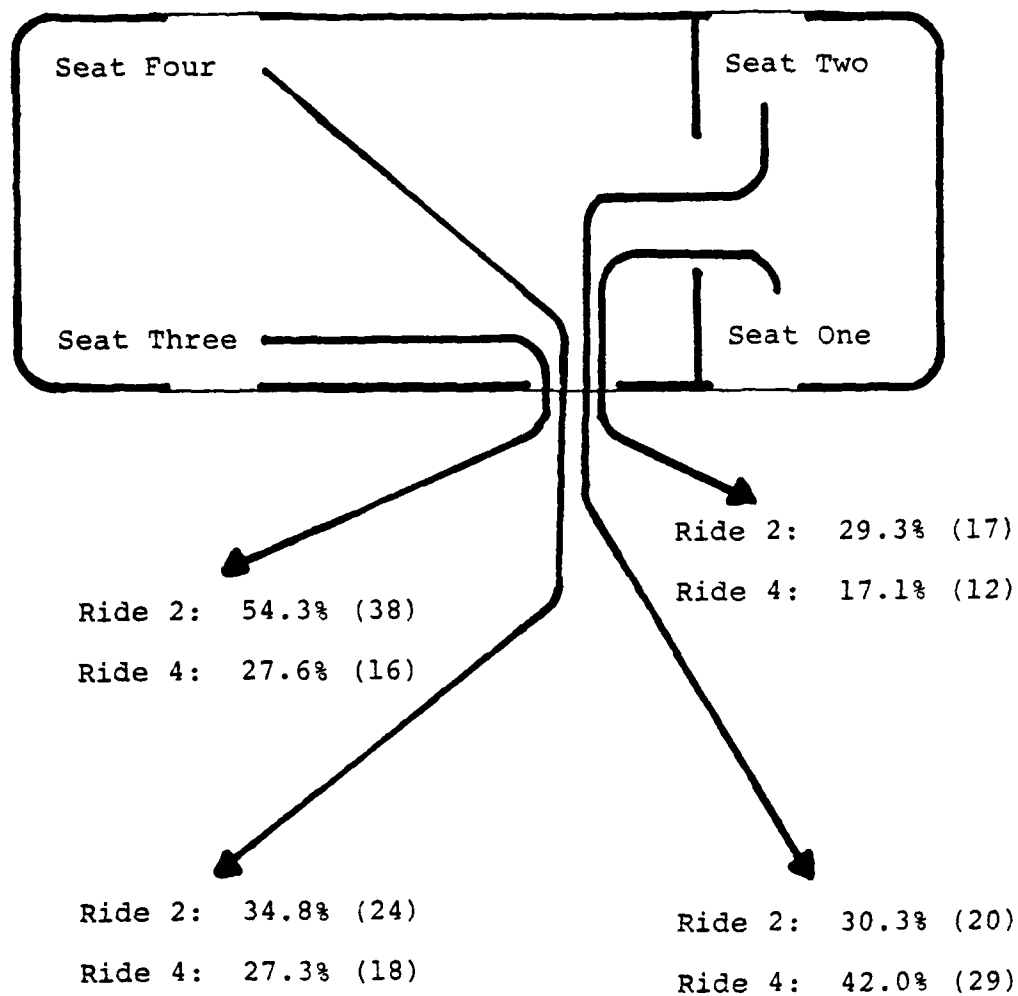 Seat Four
Seat Two
Seat Three
Seat One
Ride 2: 29.3% (17)
Ride 4: 17.1% (12)
Ride 2: 54.3% (38)
Ride 4: 27.6% (16)
Ride 2: 34.8% (24)
Ride 4: 27.3% (18)
Ride 2: 30.3% (20)
Ride 4: 42.0% (29)